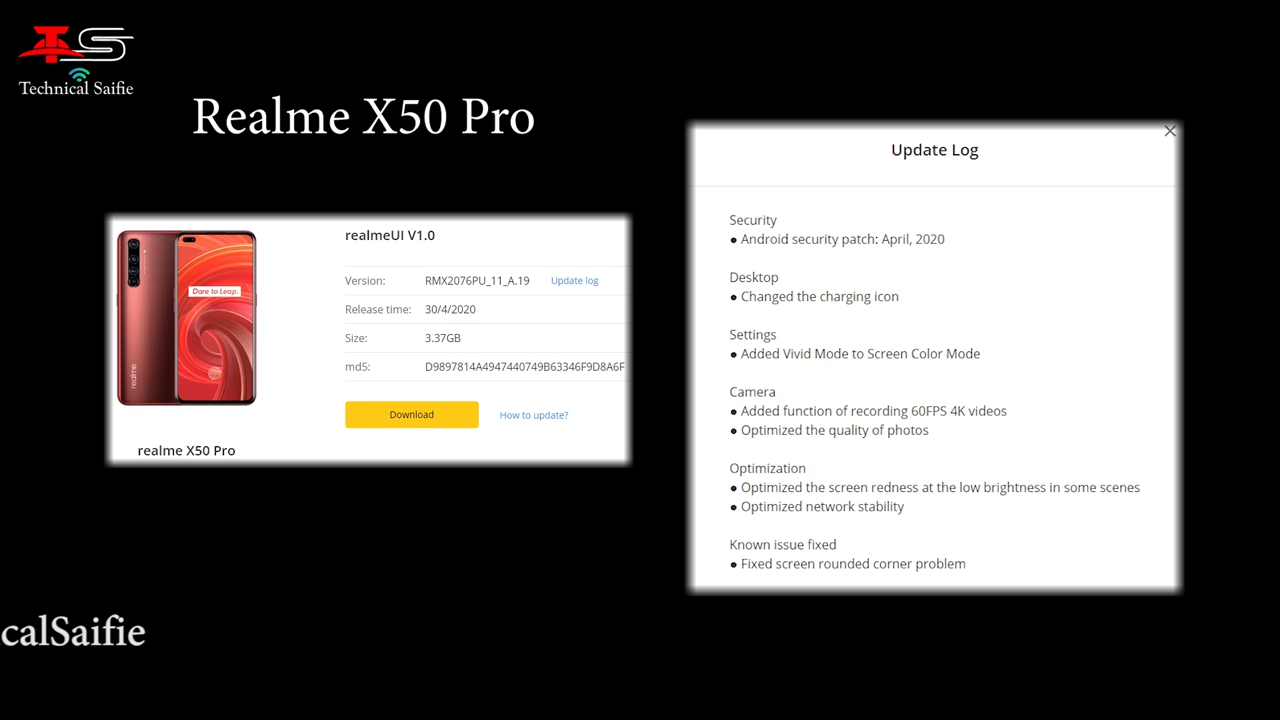 TS
Technical Saifie
Realme X50 Pro
realmeUI V1.0
Version: RMX2076PU_11_A.19 Update log
Release time: 30/4/2020
Size: 3.37GB
md5: D9897814A4947440749B63346F9D8A6F
Download How to update?
Dare to Leap.
realme
realme X50 Pro
Update Log
Security
● Android security patch: April, 2020
Desktop
● Changed the charging icon
Settings
● Added Vivid Mode to Screen Color Mode
Camera
● Added function of recording 60FPS 4K videos
● Optimized the quality of photos
Optimization
● Optimized the screen redness at the low brightness in some scenes
● Optimized network stability
Known issue fixed
● Fixed screen rounded corner problem
calSaifie